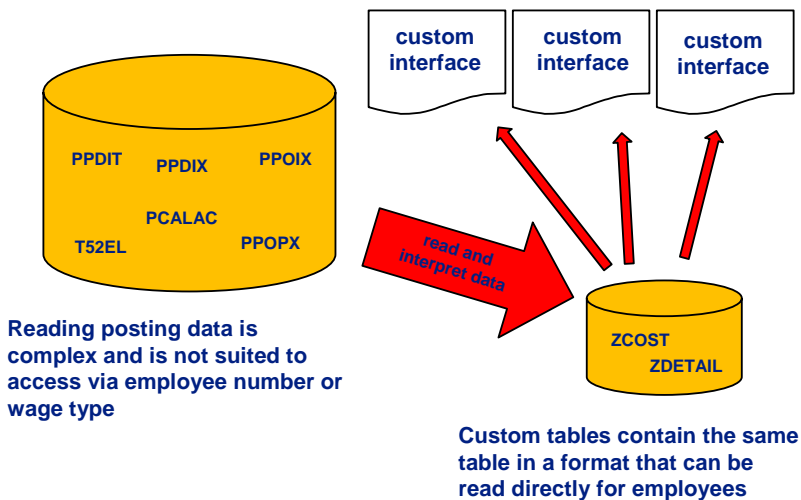 custom
interface
custom
interface
custom
interface
PPDIT
PPDIX
PPOIX
PCALAC
T52EL
PPOPX
read and
interpret data
Reading posting data is
complex and is not suited to
access via employee number or
wage type
ZCOST
ZDETAIL
Custom tables contain the same
table in a format that can be
read directly for employees